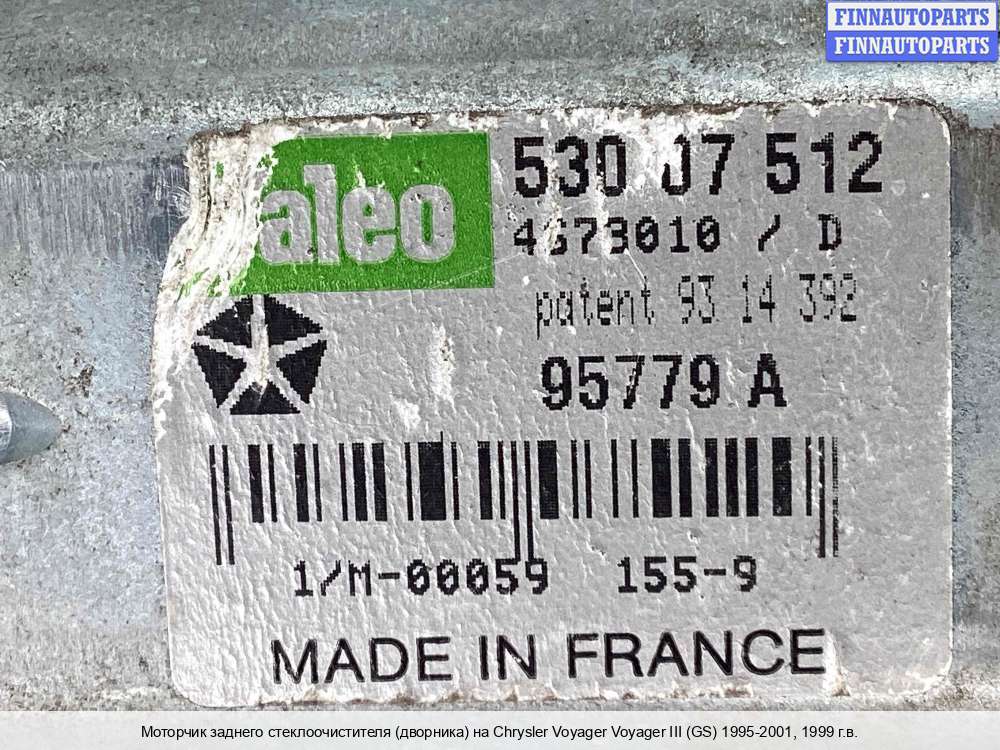 FINNAUTOPARTS
FINNAUTOPARTS
aleo
530 07 512
4673010 / D
patent 93 14 392
95779 A
1/M-00059 155-9
MADE IN FRANCE
Моторчик заднего стеклоочистителя (дворника) на Chrysler Voyager Voyager III (GS) 1995-2001, 1999 г.в.